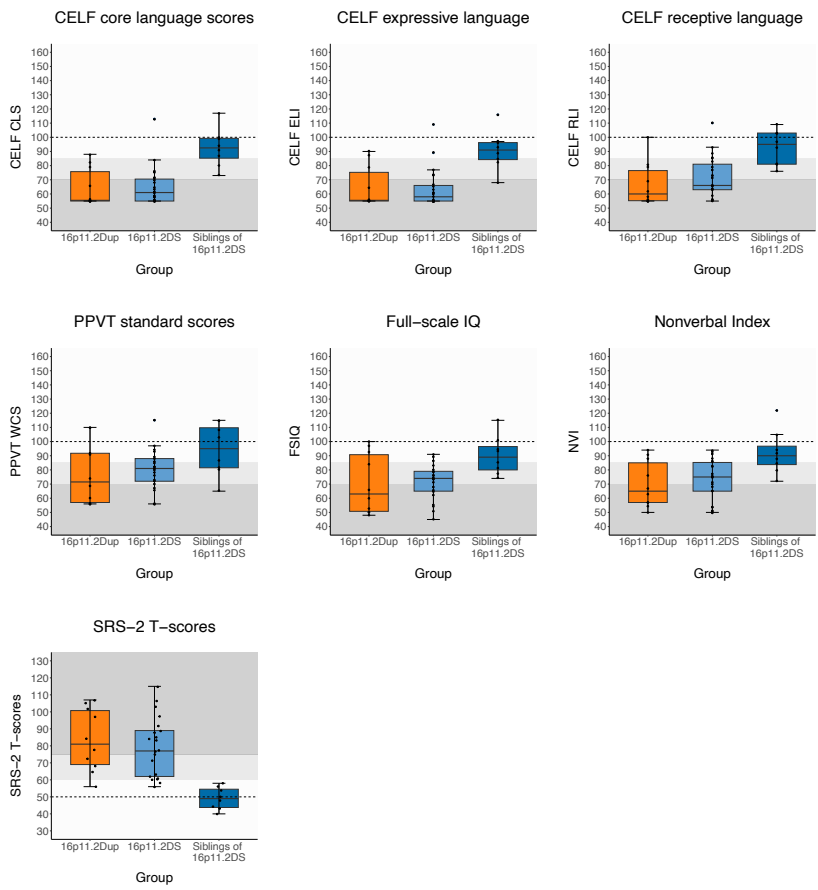 CELF core language scores
CELF CLS
160
150
140
130
120
110
100
90
80
70
60
50
40
16p11.2Dup 16p11.2DS Siblings of
16p11.2DS
Group
CELF expressive language
CELF ELI
160
150
140
130
120
110
100
90
80
70
60
50
40
16p11.2Dup 16p11.2DS Siblings of
16p11.2DS
Group
CELF receptive language
CELF RLI
160
150
140
130
120
110
100
90
80
70
60
50
40
16p11.2Dup 16p11.2DS Siblings of
16p11.2DS
Group
PPVT standard scores
PPVT WCS
160
150
140
130
120
110
100
90
80
70
60
50
40
16p11.2Dup 16p11.2DS Siblings of
16p11.2DS
Group
Full−scale IQ
FSIQ
160
150
140
130
120
110
100
90
80
70
60
50
40
16p11.2Dup 16p11.2DS Siblings of
16p11.2DS
Group
Nonverbal Index
NVI
160
150
140
130
120
110
100
90
80
70
60
50
40
16p11.2Dup 16p11.2DS Siblings of
16p11.2DS
Group
SRS−2 T−scores
SRS−2 T−scores
130
120
110
100
90
80
70
60
50
40
30
16p11.2Dup 16p11.2DS Siblings of
16p11.2DS
Group